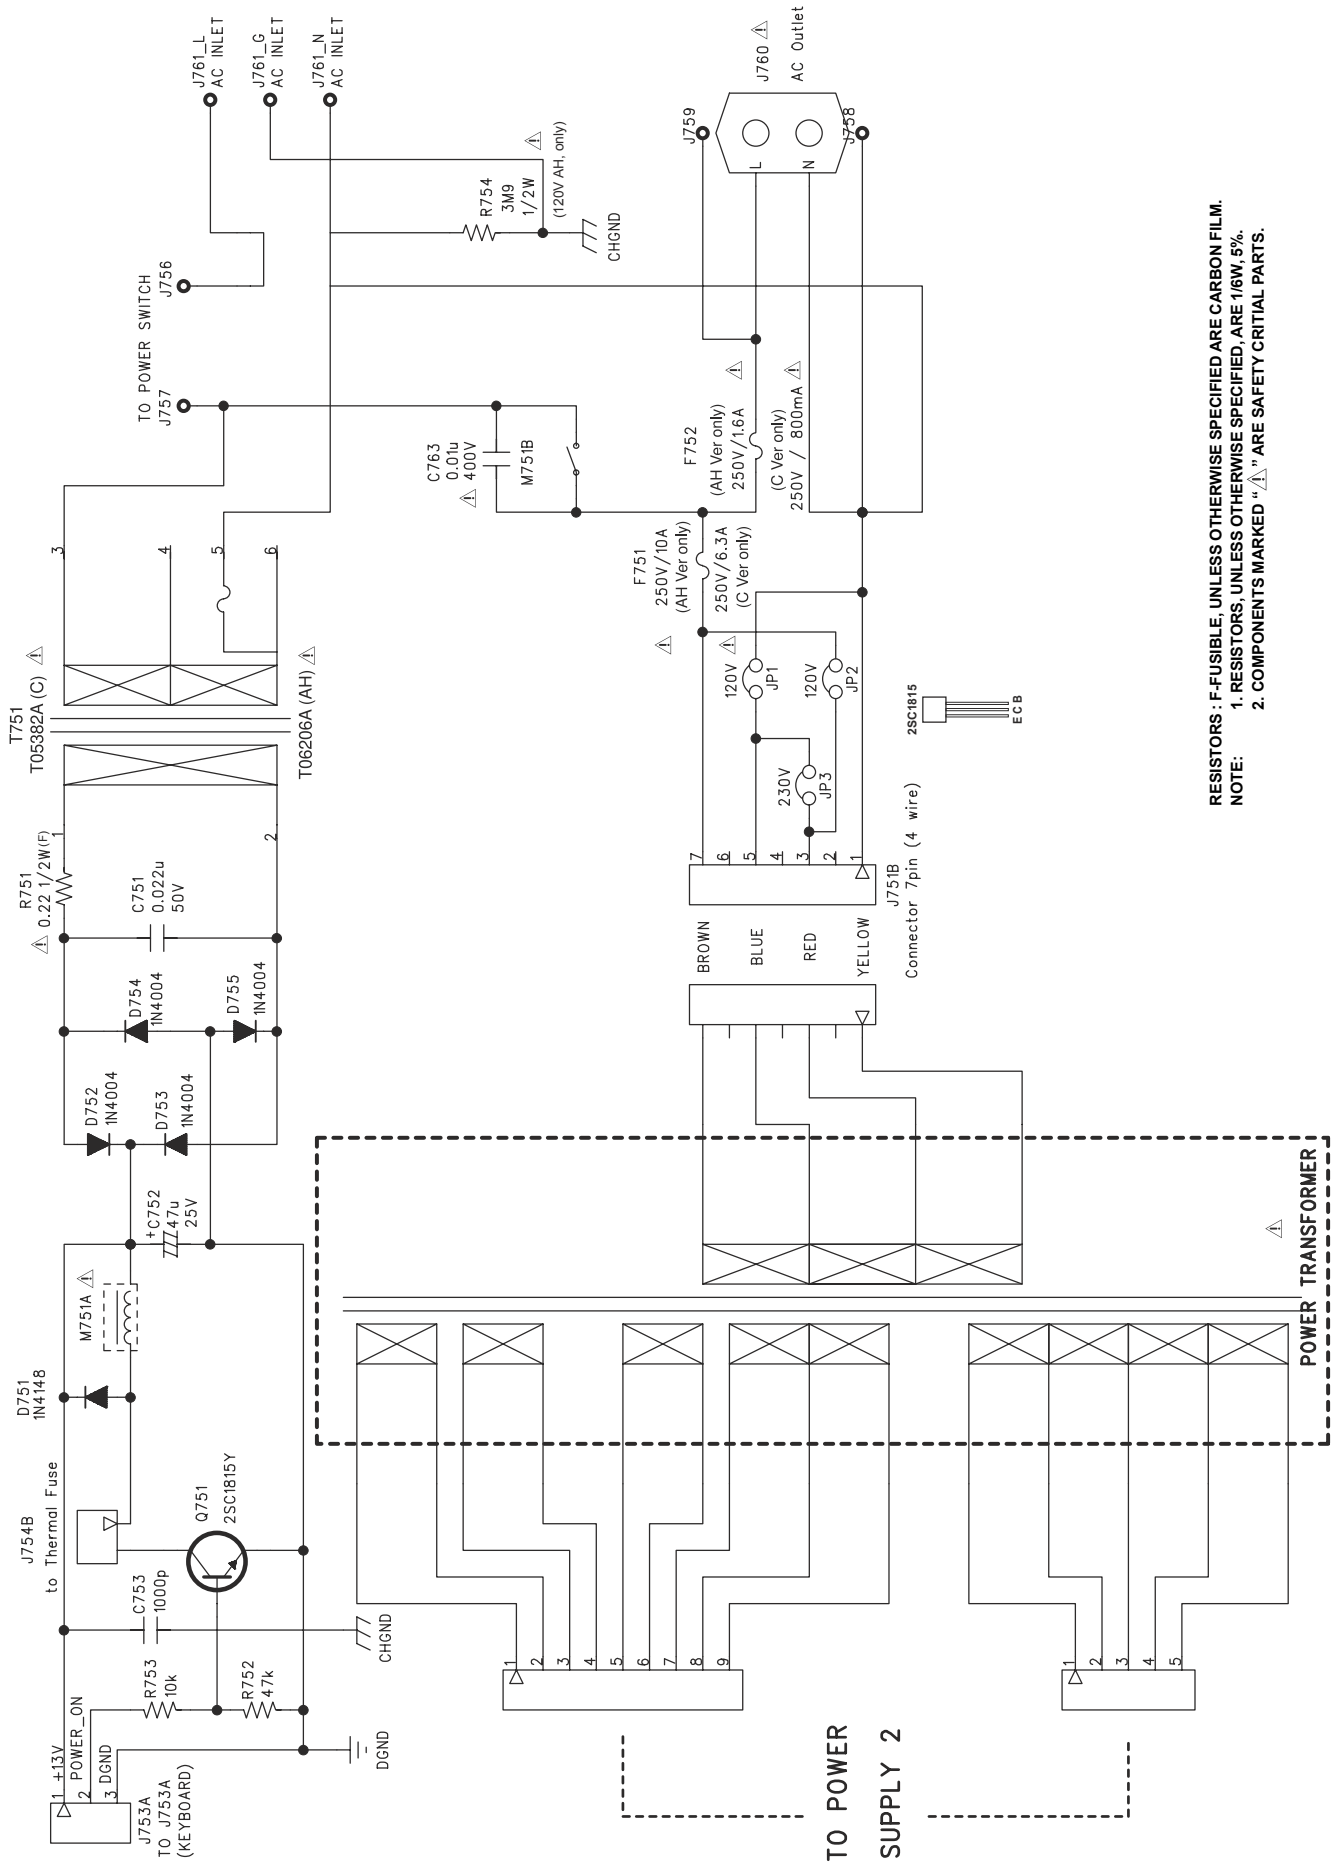 J753A
TO J753A
(KEYBOARD)
1
+13V
2
POWER_ON
3
DGND
R753
10k
R752
47k
DGND
C753
1000p
CHGND
J754B
to Thermal Fuse
Q751
2SC1815Y
D751
1N4148
M751A
+
C752
47u
25V
D752
1N4004
D753
1N4004
D754
1N4004
D755
1N4004
C751
0.022u
50V
R751
0.22 1/2W(F)
1
2
T751
T05382A (C)
T06206A (AH)
3
4
5
6
TO POWER SWITCH
J757
J756
J761_L
AC INLET
J761_G
AC INLET
J761_N
AC INLET
R754
3M9
1/2W
(120V AH, only)
CHGND
C763
0.01u
400V
M751B
F752
(AH Ver only)
250V/1.6A
(C Ver only)
250V / 800mA
F751
250V/10A
(AH Ver only)
250V/6.3A
(C Ver only)
J759
J760
AC Outlet
L
N
J758
120V
JP1
120V
JP2
230V
JP3
7
6
5
4
3
2
1
J751B
Connector 7pin (4 wire)
BROWN
BLUE
RED
YELLOW
2SC1815
E C B
POWER TRANSFORMER
1
2
3
4
5
6
7
8
9
1
2
3
4
5
TO POWER
SUPPLY 2
RESISTORS : F-FUSIBLE, UNLESS OTHERWISE SPECIFIED ARE CARBON FILM.
NOTE: 1. RESISTORS, UNLESS OTHERWISE SPECIFIED, ARE 1/6W, 5%.
2. COMPONENTS MARKED " ⚠ " ARE SAFETY CRITIAL PARTS.